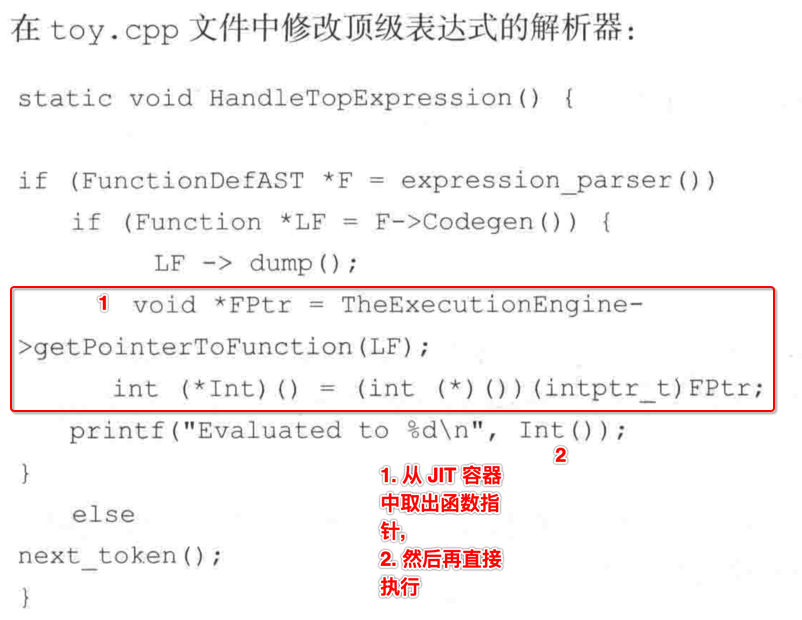 在 toy.cpp 文件中修改顶级表达式的解析器：
static void HandleTopExpression() {
if (FunctionDefAST *F = expression_parser())
if (Function *LF = F->Codegen()) {
LF -> dump();
1 void *FPtr = TheExecutionEngine-
>getPointerToFunction(LF);
int (*Int)() = (int (*)())(intptr_t)FPtr;
printf("Evaluated to %d\n", Int());
2
}
else
next_token();
}
1. 从 JIT 容器
中取出函数指
针,
2. 然后再直接
执行